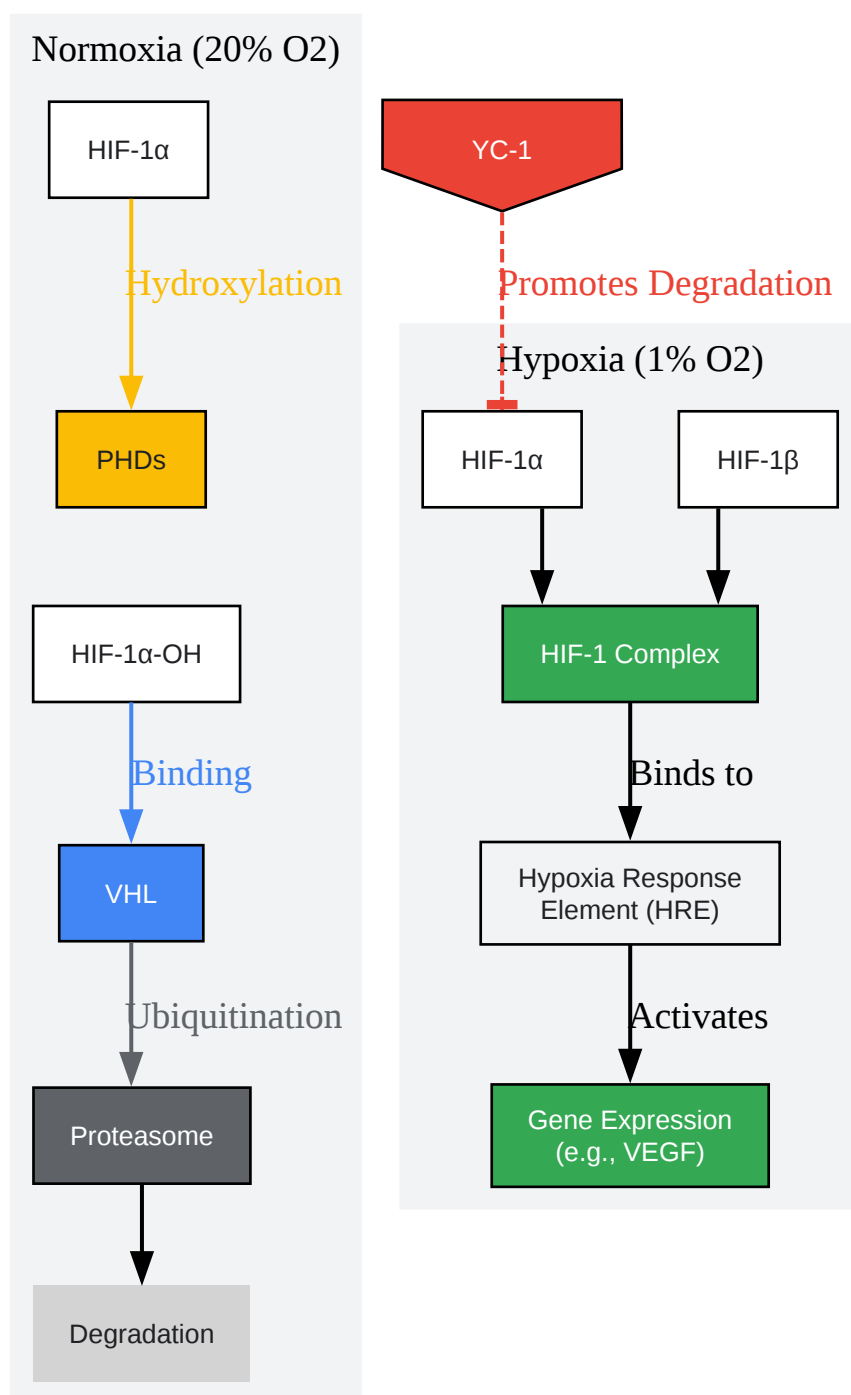 Normoxia (20% O2)
HIF-1α
Hydroxylation
PHDs
HIF-1α-OH
Binding
VHL
Ubiquitination
Proteasome
Degradation
YC-1
Promotes Degradation
Hypoxia (1% O2)
HIF-1α
HIF-1β
HIF-1 Complex
Binds to
Hypoxia Response
Element (HRE)
Activates
Gene Expression
(e.g., VEGF)